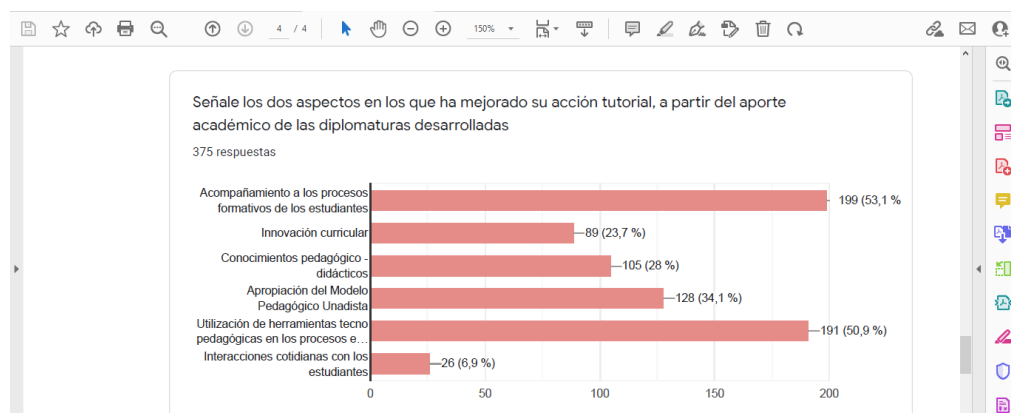 4 / 4
150%
Señale los dos aspectos en los que ha mejorado su acción tutorial, a partir del aporte
académico de las diplomaturas desarrolladas
375 respuestas
Acompañamiento a los procesos
formativos de los estudiantes
199 (53,1 %
Innovación curricular
89 (23,7 %)
Conocimientos pedagógico -
didácticos
105 (28 %)
Apropiación del Modelo
Pedagógico Unadista
128 (34,1 %)
Utilización de herramientas tecno
pedagógicas en los procesos e…
191 (50,9 %)
Interacciones cotidianas con los
estudiantes
26 (6,9 %)
0 50 100 150 200